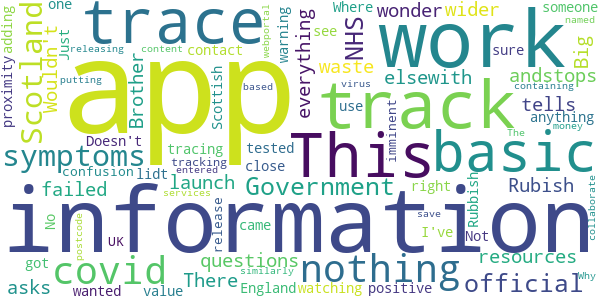 app
information
This
track
work
trace
basic
nothing
covid
Scotland
symptoms
Government
official
NHS
everything
Brother
Big
Wouldn't
wonder
wider
waste
elsewith
andstops
tells
anything
resources
Rubish
Rubbish
questions
launch
failed
asks
There
England
value
wanted
UK
No
got
came
confusion
lidt
Doesn't
tracing
tracking
entered
services
similarly
contact
Scottish
tested
close
use
imminent
warning
see
Where
someone
one
Just
adding
proximity
releasing
content
webportal
putting
virus
based
sure
named
containing
The
money
right
I've
Not
positive
watching
release
save
postcode
collaborate
Why